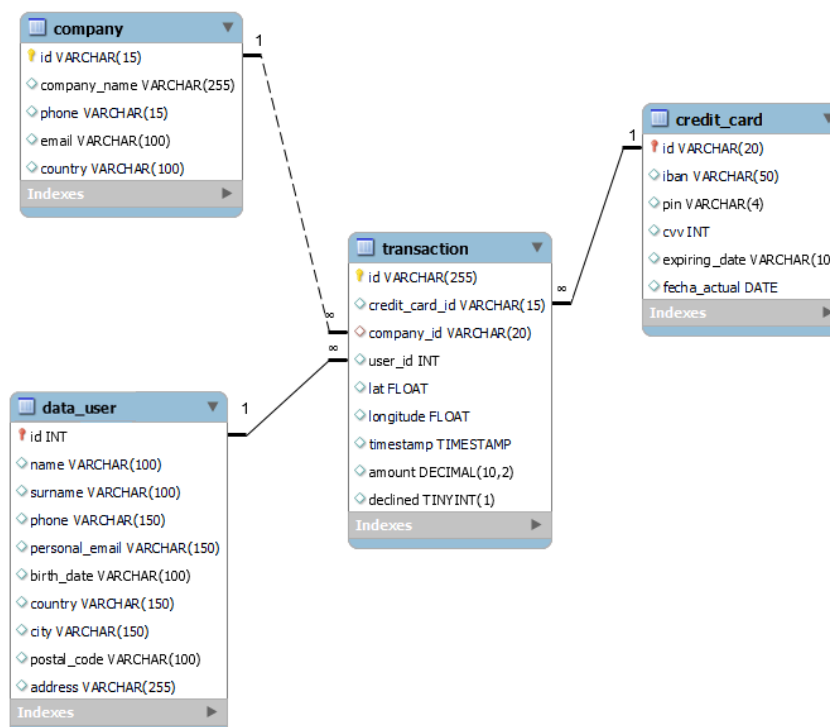 company
id VARCHAR(15)
company_name VARCHAR(255)
phone VARCHAR(15)
email VARCHAR(100)
country VARCHAR(100)
Indexes
1
∞
credit_card
id VARCHAR(20)
iban VARCHAR(50)
pin VARCHAR(4)
cvv INT
expiring_date VARCHAR(10
fecha_actual DATE
Indexes
1
∞
transaction
id VARCHAR(255)
credit_card_id VARCHAR(15)
company_id VARCHAR(20)
user_id INT
lat FLOAT
longitude FLOAT
timestamp TIMESTAMP
amount DECIMAL(10,2)
declined TINYINT(1)
Indexes
∞
1
data_user
id INT
name VARCHAR(100)
surname VARCHAR(100)
phone VARCHAR(150)
personal_email VARCHAR(150)
birth_date VARCHAR(100)
country VARCHAR(150)
city VARCHAR(150)
postal_code VARCHAR(100)
address VARCHAR(255)
Indexes